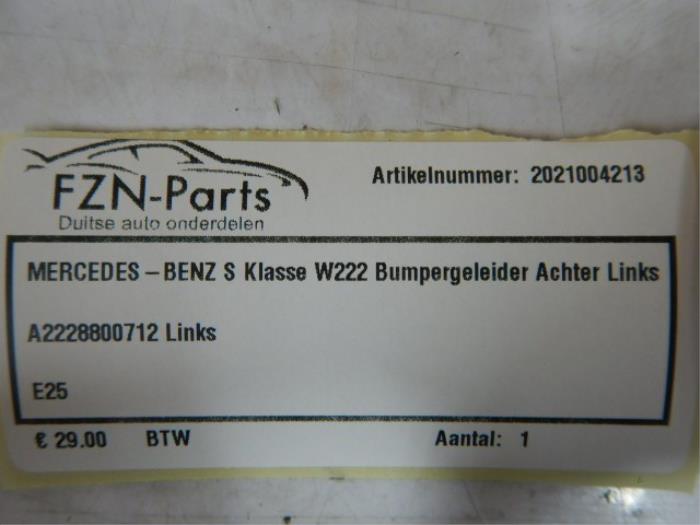 FZN-Parts
Duitse auto onderdelen
Artikelnummer: 2021004213
MERCEDES – BENZ S Klasse W222 Bumpergeleider Achter Links
A2228800712 Links
E25
€ 29.00 BTW Aantal: 1